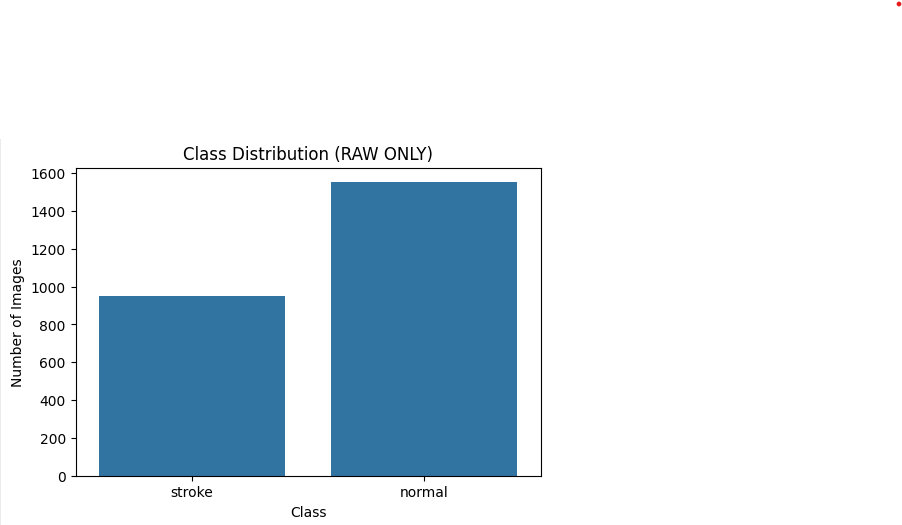 Class Distribution (RAW ONLY)
1600
1400
1200
1000
800
600
400
200
0
Number of Images
stroke normal
Class